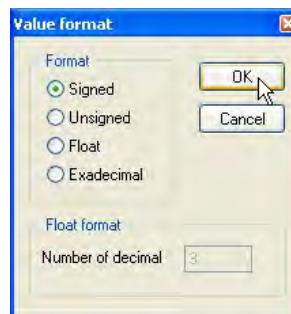 Value format
Format
Signed
OK
Unsigned
Cancel
Float
Exadecimal
Float format
Number of decimal
3